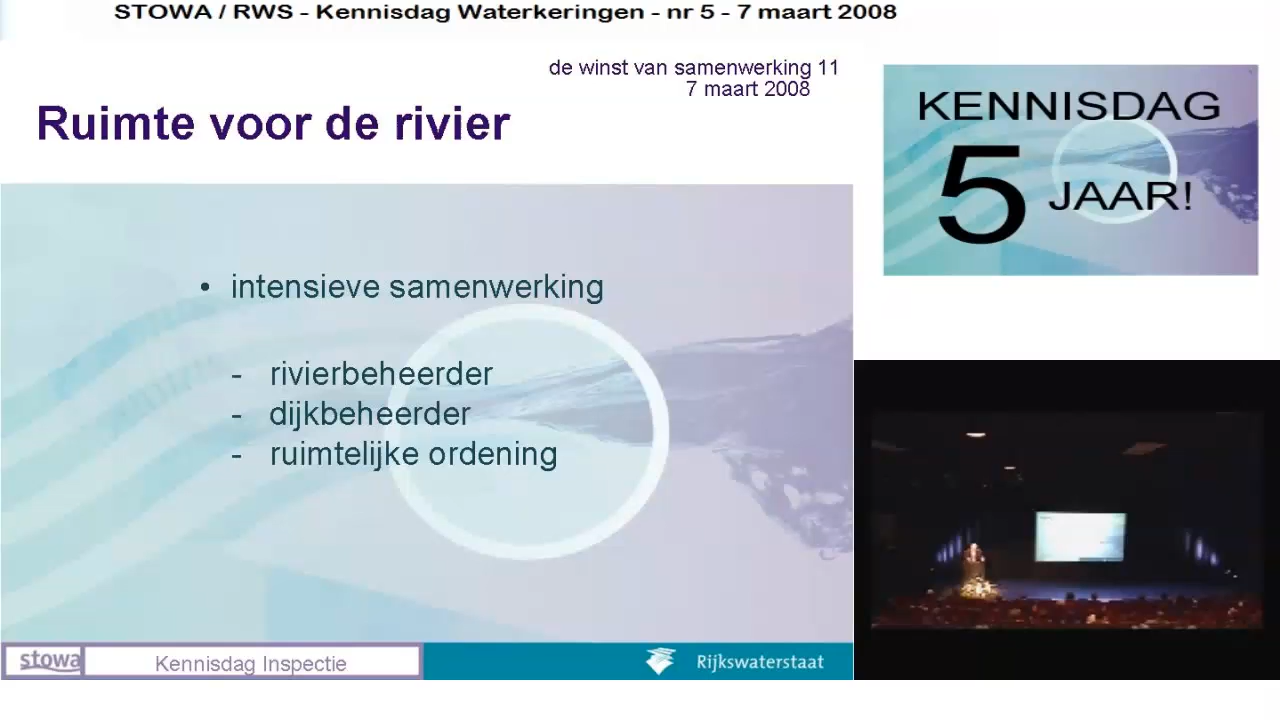 STOWA / RWS - Kennisdag Waterkeringen - nr 5 - 7 maart 2008
de winst van samenwerking 11
7 maart 2008
Ruimte voor de rivier
• intensieve samenwerking
- rivierbeheerder
- dijkbeheerder
- ruimtelijke ordening
stowa
Kennisdag Inspectie
Rijkswaterstaat
KENNISDAG
5 JAAR!